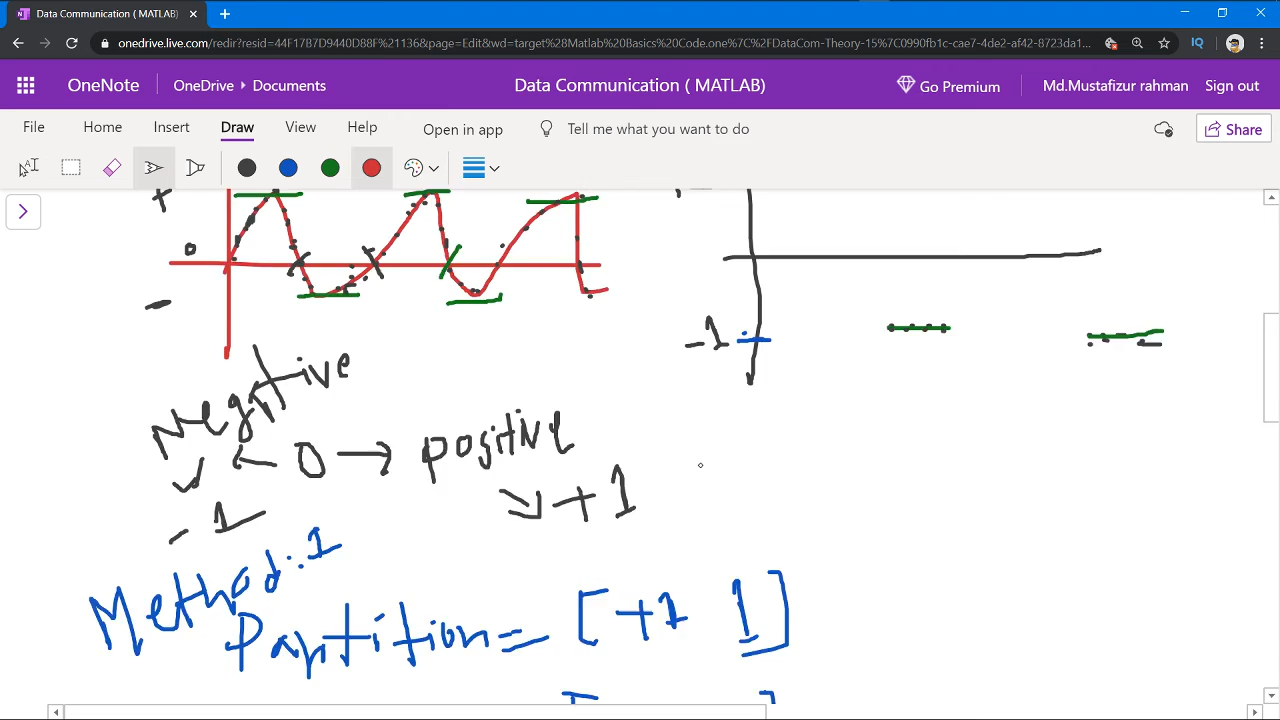 Data Communication (MATLAB)
onedrive.live.com/redir?resid=44F17B7D9440D88F%21136&page=Edit&wd=target%28Matlab%20Basics%20Code.one%7C%2FDataCom-Theory-15%7C0990fb1c-cae7-4de2-af42-8723da1...
IQ
OneNote OneDrive Documents Data Communication ( MATLAB) Go Premium Md.Mustafizur rahman Sign out
File Home Insert Draw View Help Open in app Tell me what you want to do Share
+
0
-
-1
Negtive
0 → positive
-1
+1
Method:1
Partition = [+1 1]